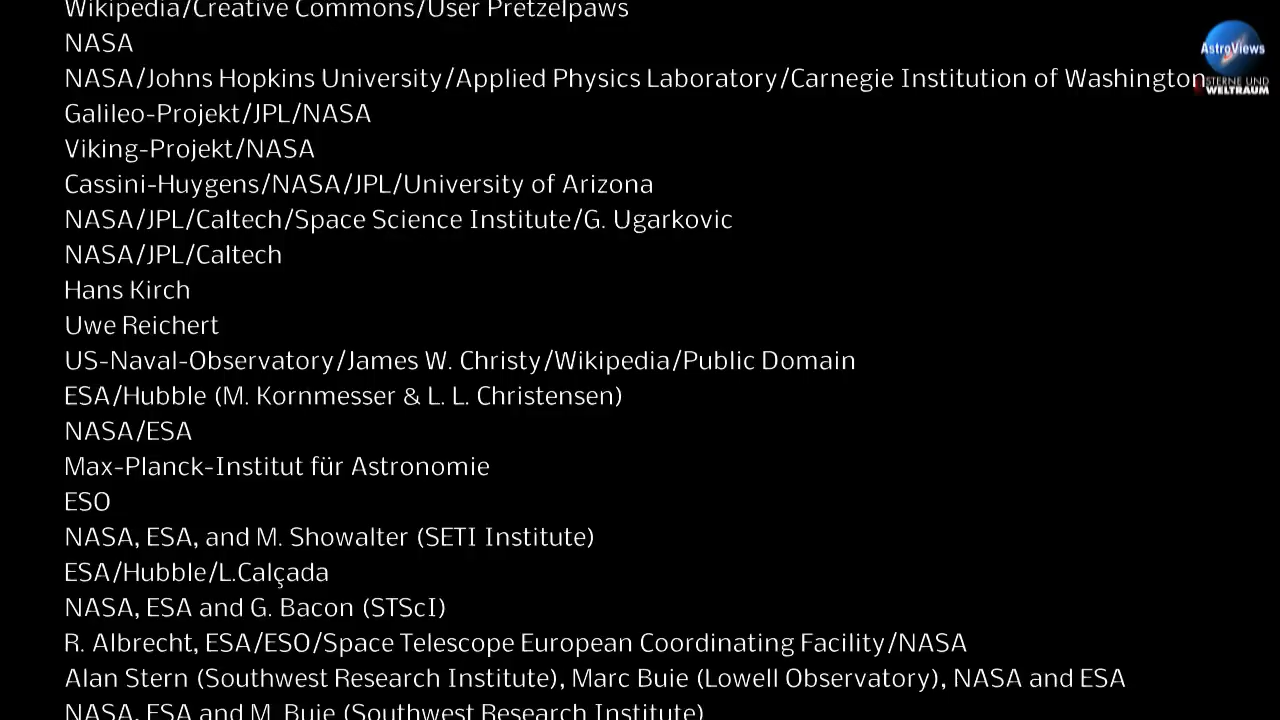 Wikipedia/Creative Commons/User Pretzelpaws
NASA
NASA/Johns Hopkins University/Applied Physics Laboratory/Carnegie Institution of Washington
Galileo-Projekt/JPL/NASA
Viking-Projekt/NASA
Cassini-Huygens/NASA/JPL/University of Arizona
NASA/JPL/Caltech/Space Science Institute/G. Ugarkovic
NASA/JPL/Caltech
Hans Kirch
Uwe Reichert
US-Naval-Observatory/James W. Christy/Wikipedia/Public Domain
ESA/Hubble (M. Kornmesser & L. L. Christensen)
NASA/ESA
Max-Planck-Institut für Astronomie
ESO
NASA, ESA, and M. Showalter (SETI Institute)
ESA/Hubble/L.Calçada
NASA, ESA and G. Bacon (STScI)
R. Albrecht, ESA/ESO/Space Telescope European Coordinating Facility/NASA
Alan Stern (Southwest Research Institute), Marc Buie (Lowell Observatory), NASA and ESA
NASA, ESA and M. Buie (Southwest Research Institute)
AstroViews
STERNE UND
WELTRAUM